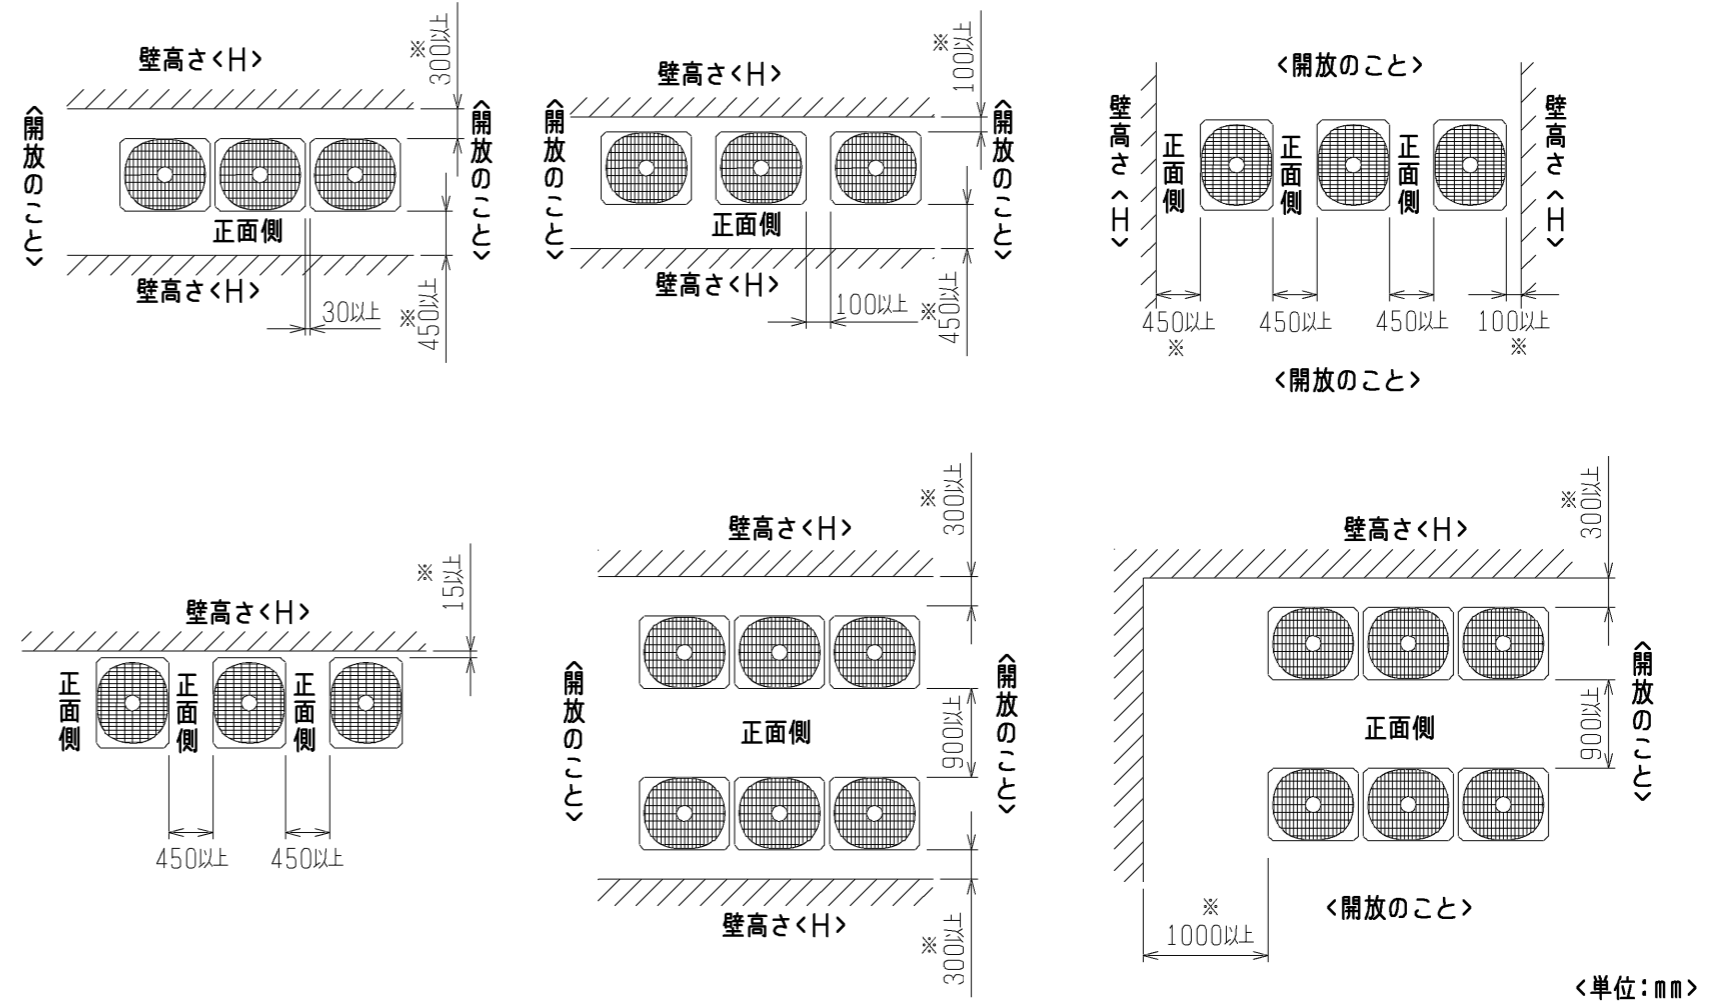 壁高さ<H>
※
300以上
<開放のこと>
<開放のこと>
正面側
壁高さ<H>
30以上
※
450以上
壁高さ<H>
※
100以上
<開放のこと>
<開放のこと>
正面側
壁高さ<H>
100以上
※
450以上
<開放のこと>
壁高さ<H>
正面側
正面側
正面側
壁高さ<H>
450以上
450以上
450以上
100以上
※
※
<開放のこと>
※
15以上
壁高さ<H>
正面側
正面側
正面側
450以上
450以上
※
300以上
壁高さ<H>
<開放のこと>
正面側
900以上
<開放のこと>
壁高さ<H>
※
300以上
※
300以上
壁高さ<H>
正面側
900以上
<開放のこと>
※
1000以上
<開放のこと>
<単位:mm>